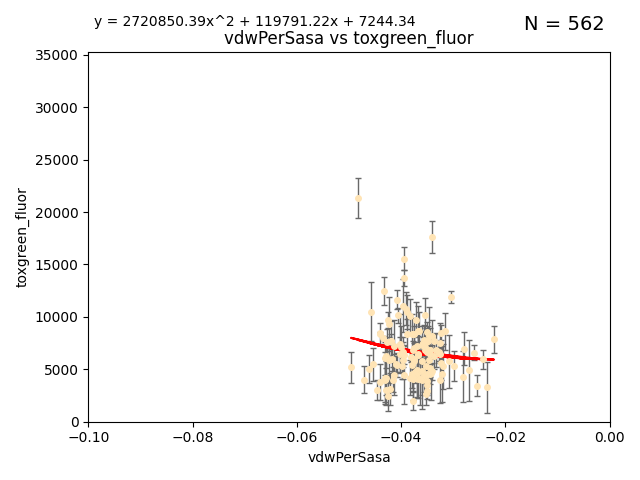 y = 2720850.39x^2 + 119791.22x + 7244.34
N = 562
vdwPerSasa vs toxgreen_fluor
35000
30000
25000
20000
15000
10000
5000
0
toxgreen_fluor
−0.10
−0.08
−0.06
−0.04
−0.02
0.00
vdwPerSasa